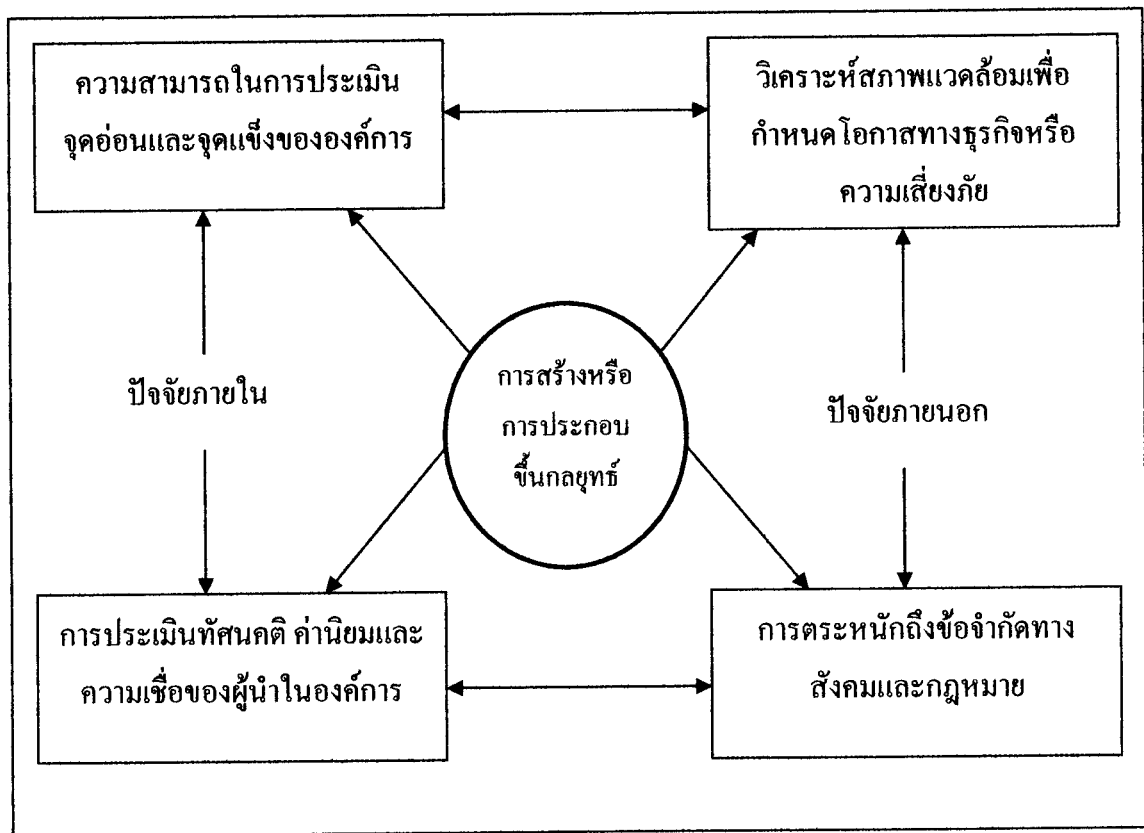 ความสามารถในการประเมิน
จุดอ่อนและจุดแข็งขององค์การ
วิเคราะห์สภาพแวดล้อมเพื่อ
กำหนดโอกาสทางธุรกิจหรือ
ความเสี่ยงภัย
การสร้างหรือ
การประกอบ
ขึ้นกลยุทธ์
ปัจจัยภายใน
ปัจจัยภายนอก
การประเมินทัศนคติ ค่านิยมและ
ความเชื่อของผู้นำในองค์การ
การตระหนักถึงข้อจำกัดทาง
สังคมและกฎหมาย